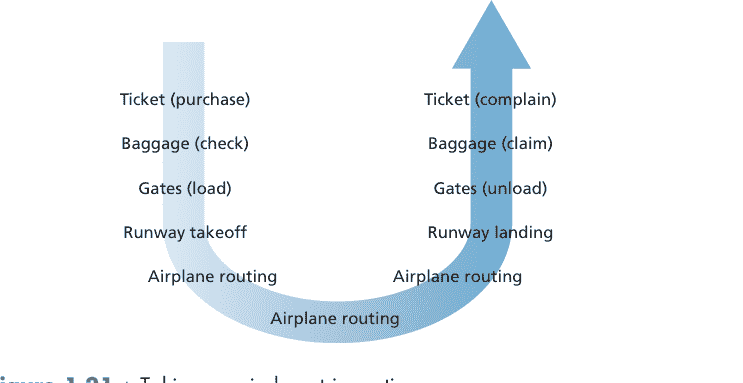 Ticket (purchase)
Ticket (complain)
Baggage (check)
Baggage (claim)
Gates (load)
Gates (unload)
Runway takeoff
Runway landing
Airplane routing
Airplane routing
Airplane routing